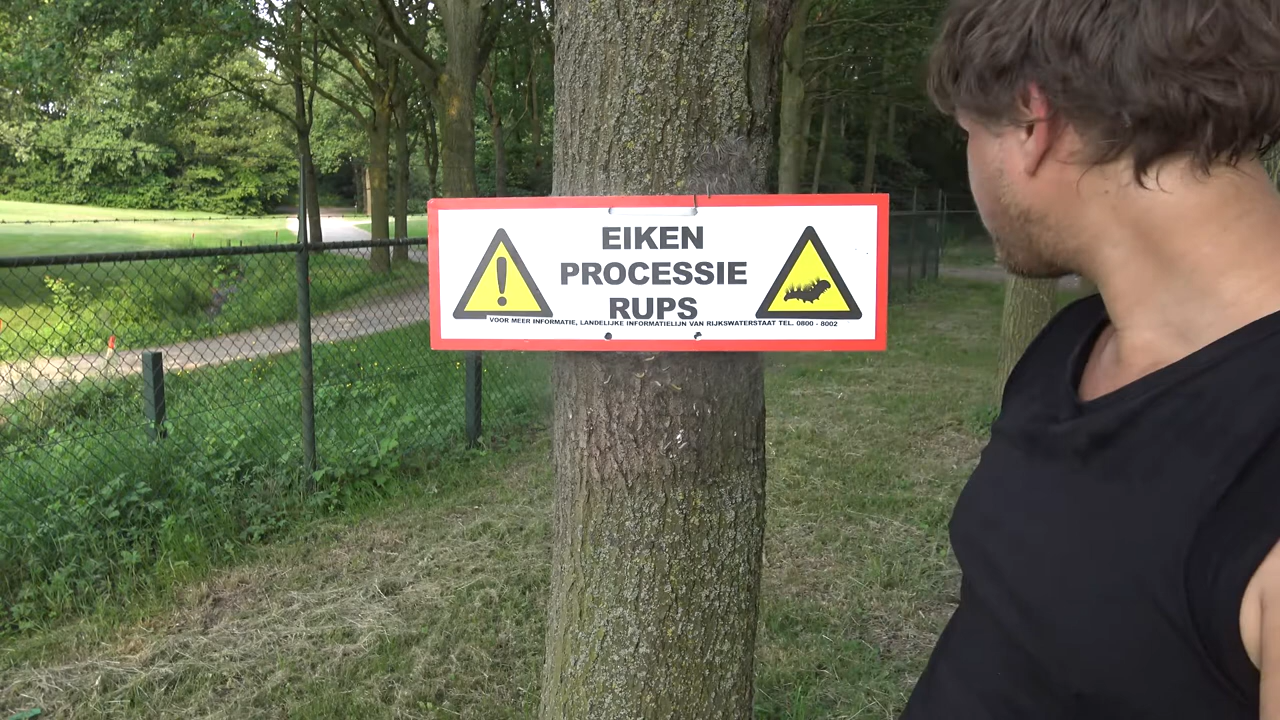 EIKEN
PROCESSIE
RUPS
VOOR MEER INFORMATIE, LANDELIJKE INFORMATIELIJN VAN RIJKSWATERSTAAT TEL. 0800 - 8002